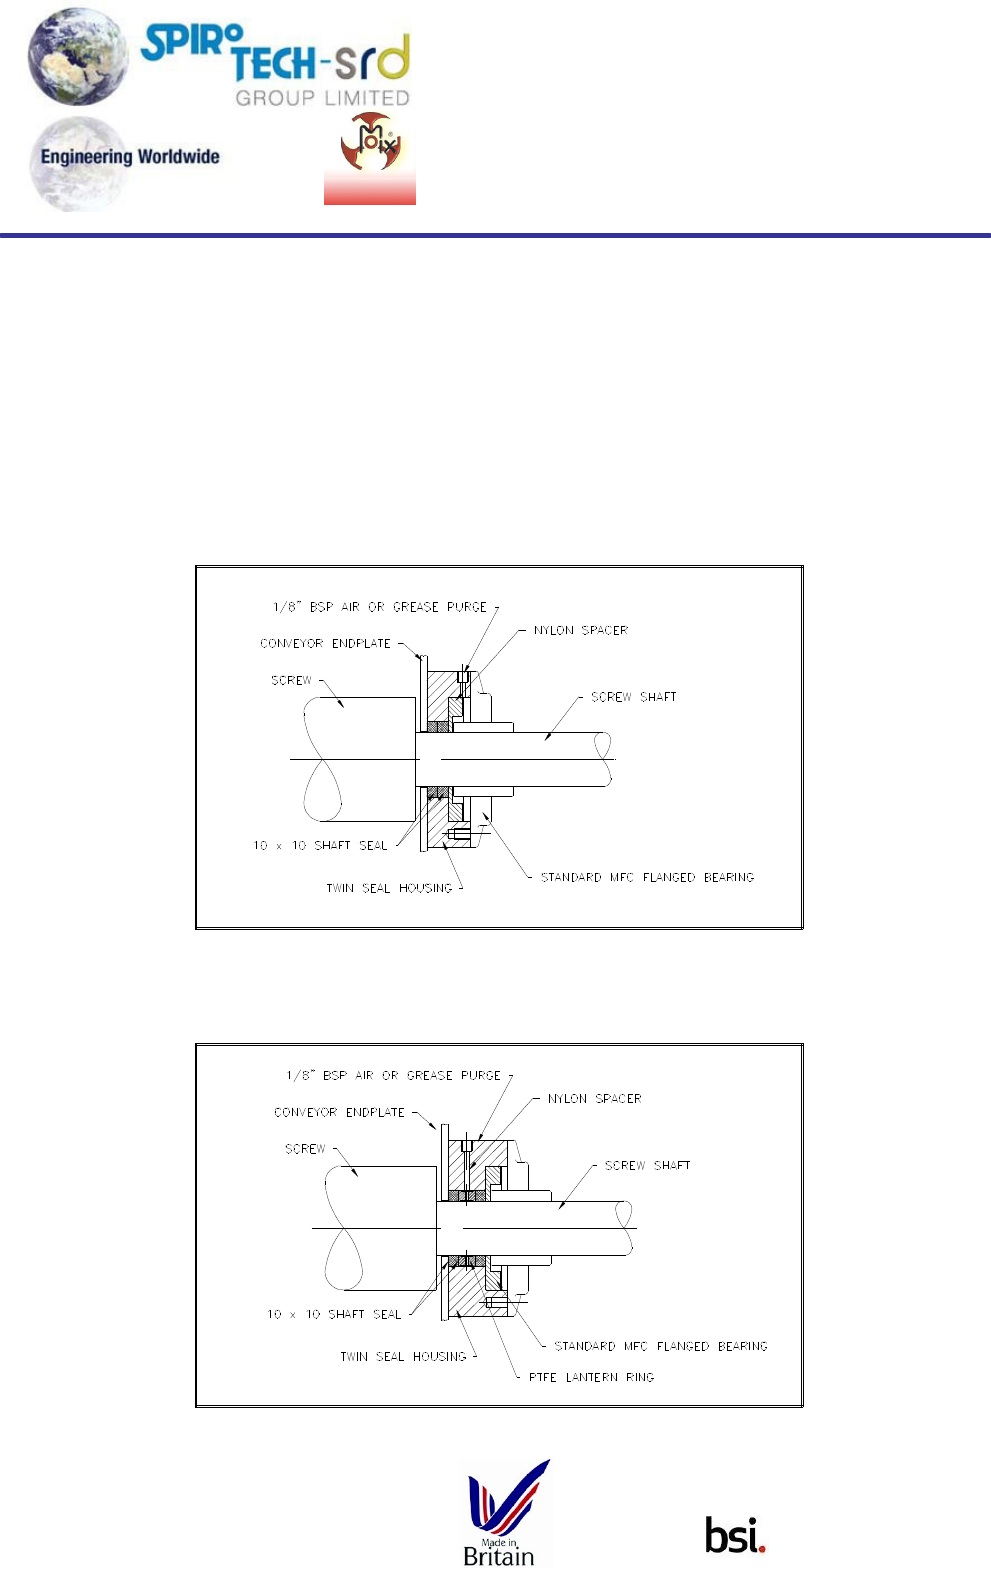 SPIRO
TECH-srd
GROUP LIMITED
Engineering Worldwide
Moix®
1/8" BSP AIR OR GREASE PURGE
NYLON SPACER
CONVEYOR ENDPLATE
SCREW
SCREW SHAFT
10 x 10 SHAFT SEAL
STANDARD MFC FLANGED BEARING
TWIN SEAL HOUSING
1/8" BSP AIR OR GREASE PURGE
NYLON SPACER
CONVEYOR ENDPLATE
SCREW
SCREW SHAFT
10 x 10 SHAFT SEAL
STANDARD MFC FLANGED BEARING
TWIN SEAL HOUSING
PTFE LANTERN RING
Made in
Britain
bsi.